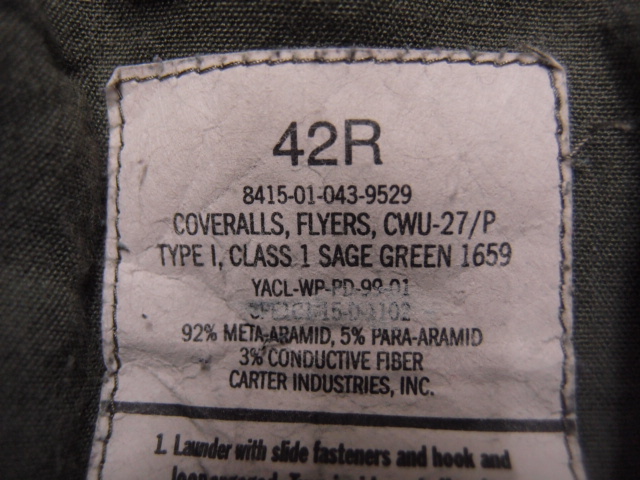 42R
8415-01-043-9529
COVERALLS, FLYERS, CWU-27/P
TYPE I, CLASS 1 SAGE GREEN 1659
YACL-WP-PD-98-01
92% META-ARAMID, 5% PARA-ARAMID
3% CONDUCTIVE FIBER
CARTER INDUSTRIES, INC.
1. Launder with slide fasteners and hook and